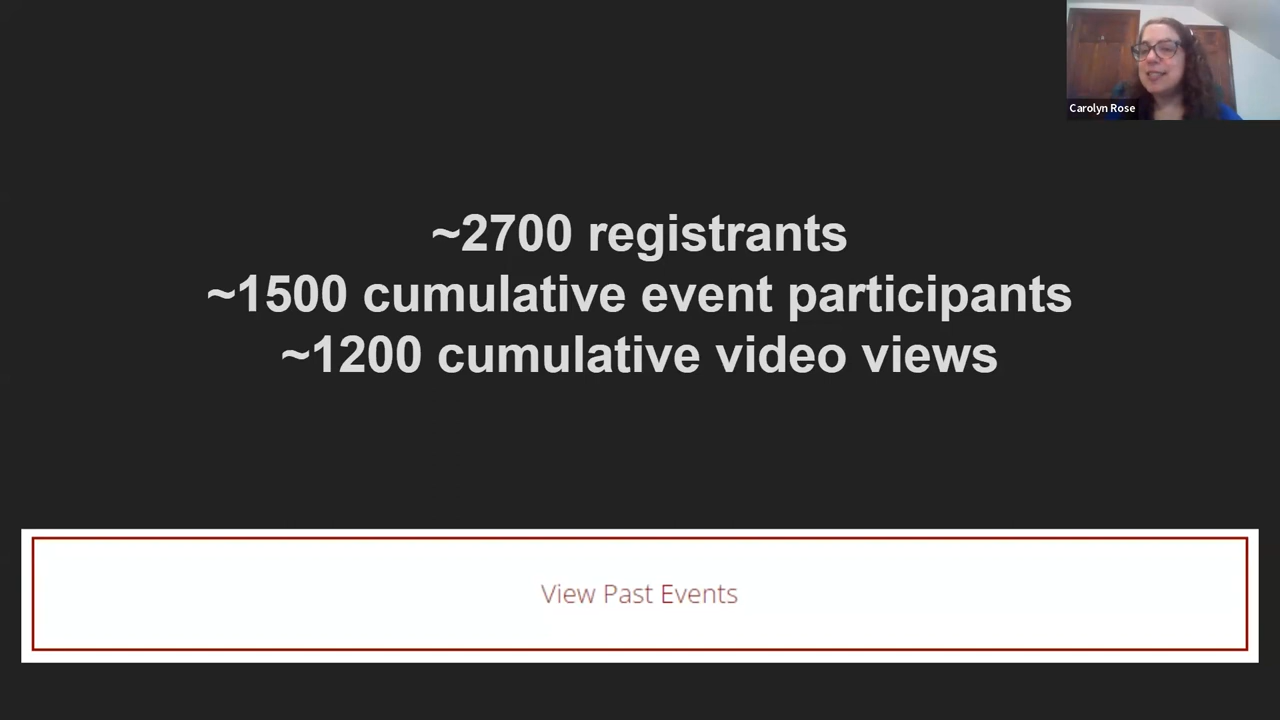 Carolyn Rose
~2700 registrants
~1500 cumulative event participants
~1200 cumulative video views
View Past Events